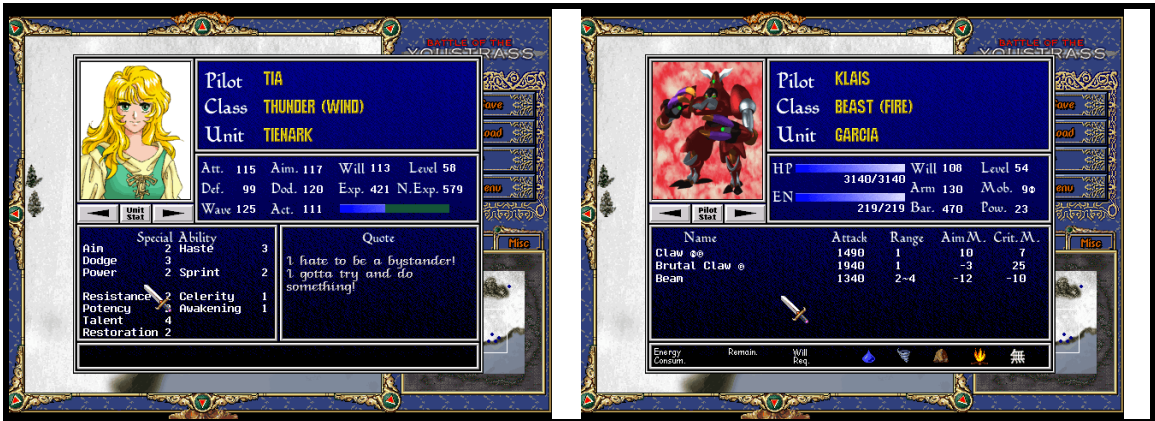 BATTLE OF THE
YOUSTRASS
Pilot TIA
Class THUNDER (WIND)
Unit TIENARK
Att. 115 Aim. 117 Will 113 Level 58
Def. 99 Dod. 120 Exp. 421 N.Exp. 579
Wave 125 Act. 111
Unit
Stat
Special Ability
Aim 2 Haste 3
Dodge 3
Power 2 Sprint 2
Resistance 2 Celerity 1
Potency Awakening 1
Talent 4
Restoration 2
Quote
I hate to be a bystander!
I gotta try and do
something!
Misc
BATTLE OF THE
YOUSTRASS
Pilot KLAIS
Class BEAST (FIRE)
Unit GARCIA
HP 3140/3140 Will 108 Level 54
Arm 130 Mob. 90
EN 219/219 Bar. 470 Pow. 23
Pilot
Stat
Name Attack Range Aim M. Crit. M.
Claw 1490 1 10 7
Brutal Claw 1940 1 -3 25
Beam 1340 2~4 -12 -10
Energy Consum. Remain. Will Req. 無
Misc